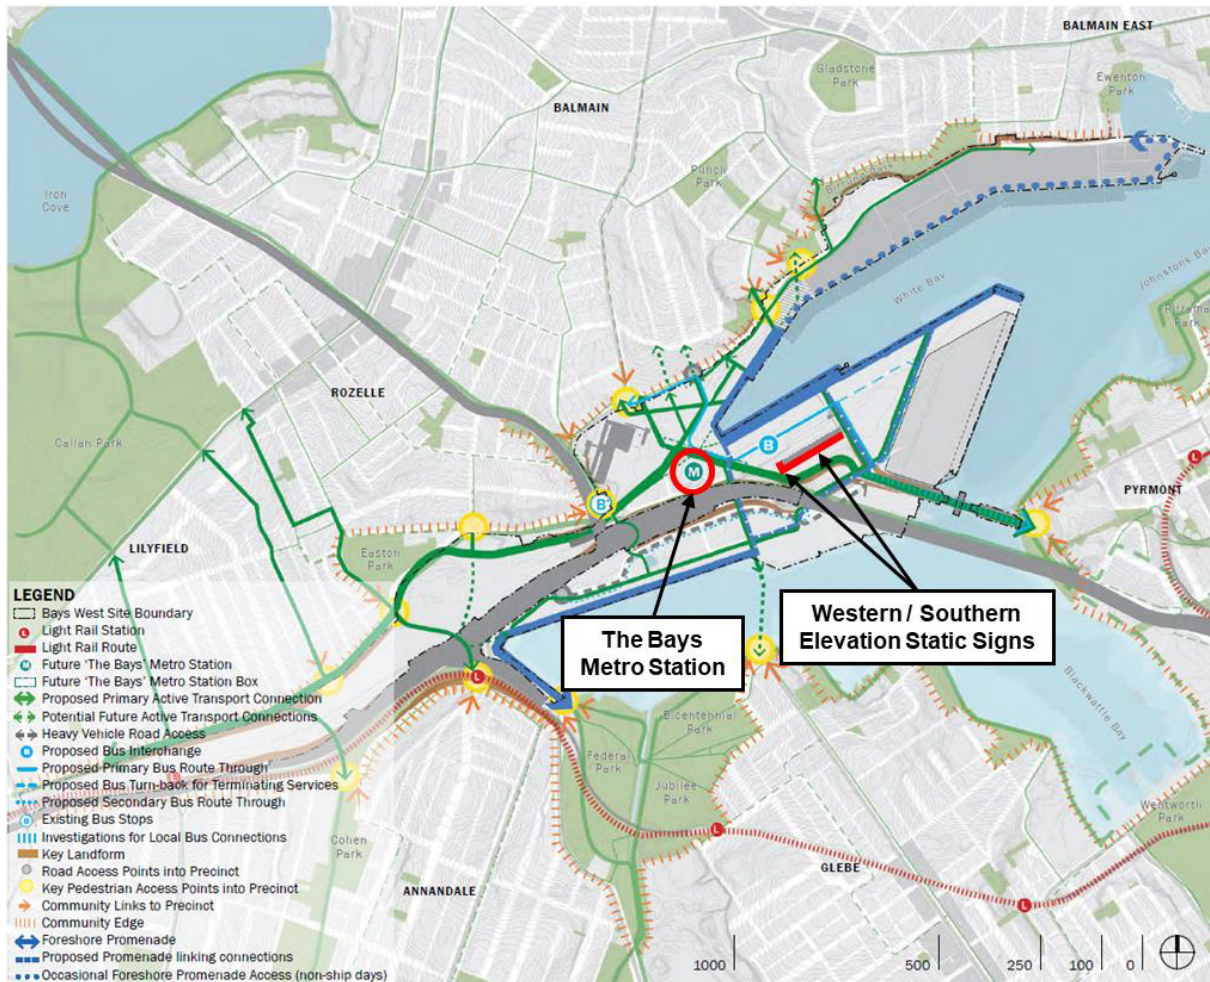 BALMAIN EAST
Gladstone
Park
Ewenton
Park
BALMAIN
Punch
Park
Birrung
Iron
Cove
White Bay
Johnstons Bay
Pirrama
Park
ROZELLE
Callan Park
B
M
L
PYRMONT
B
LILYFIELD
Easton
Park
The Bays
Metro Station
Western / Southern
Elevation Static Signs
L
Blackwattle Bay
Bicentennial
Park
Federal
Park
Jubilee
Park
Wentworth
Park
L
L
L
Cohen
Park
ANNANDALE
GLEBE
LEGEND
Bays West Site Boundary
L Light Rail Station
Light Rail Route
M Future 'The Bays' Metro Station
Future 'The Bays' Metro Station Box
Proposed Primary Active Transport Connection
Potential Future Active Transport Connections
Heavy Vehicle Road Access
B Proposed Bus Interchange
Proposed Primary Bus Route Through
Proposed Bus Turn-back for Terminating Services
Proposed Secondary Bus Route Through
B Existing Bus Stops
Investigations for Local Bus Connections
Key Landform
Road Access Points into Precinct
Key Pedestrian Access Points into Precinct
Community Links to Precinct
Community Edge
Foreshore Promenade
Proposed Promenade linking connections
Occasional Foreshore Promenade Access (non-ship days)
1000 500 250 100 0